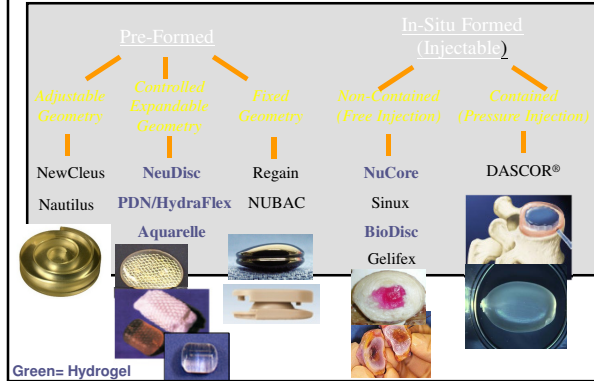 Pre-Formed
In-Situ Formed
(Injectable)
Adjustable
Geometry
Controlled
Expandable
Geometry
Fixed
Geometry
Non-Contained
(Free Injection)
Contained
(Pressure Injection)
NewCleus
Nautilus
NeuDisc
PDN/HydraFlex
Aquarelle
Regain
NUBAC
NuCore
Sinux
BioDisc
Gelifex
DASCOR®
Green= Hydrogel